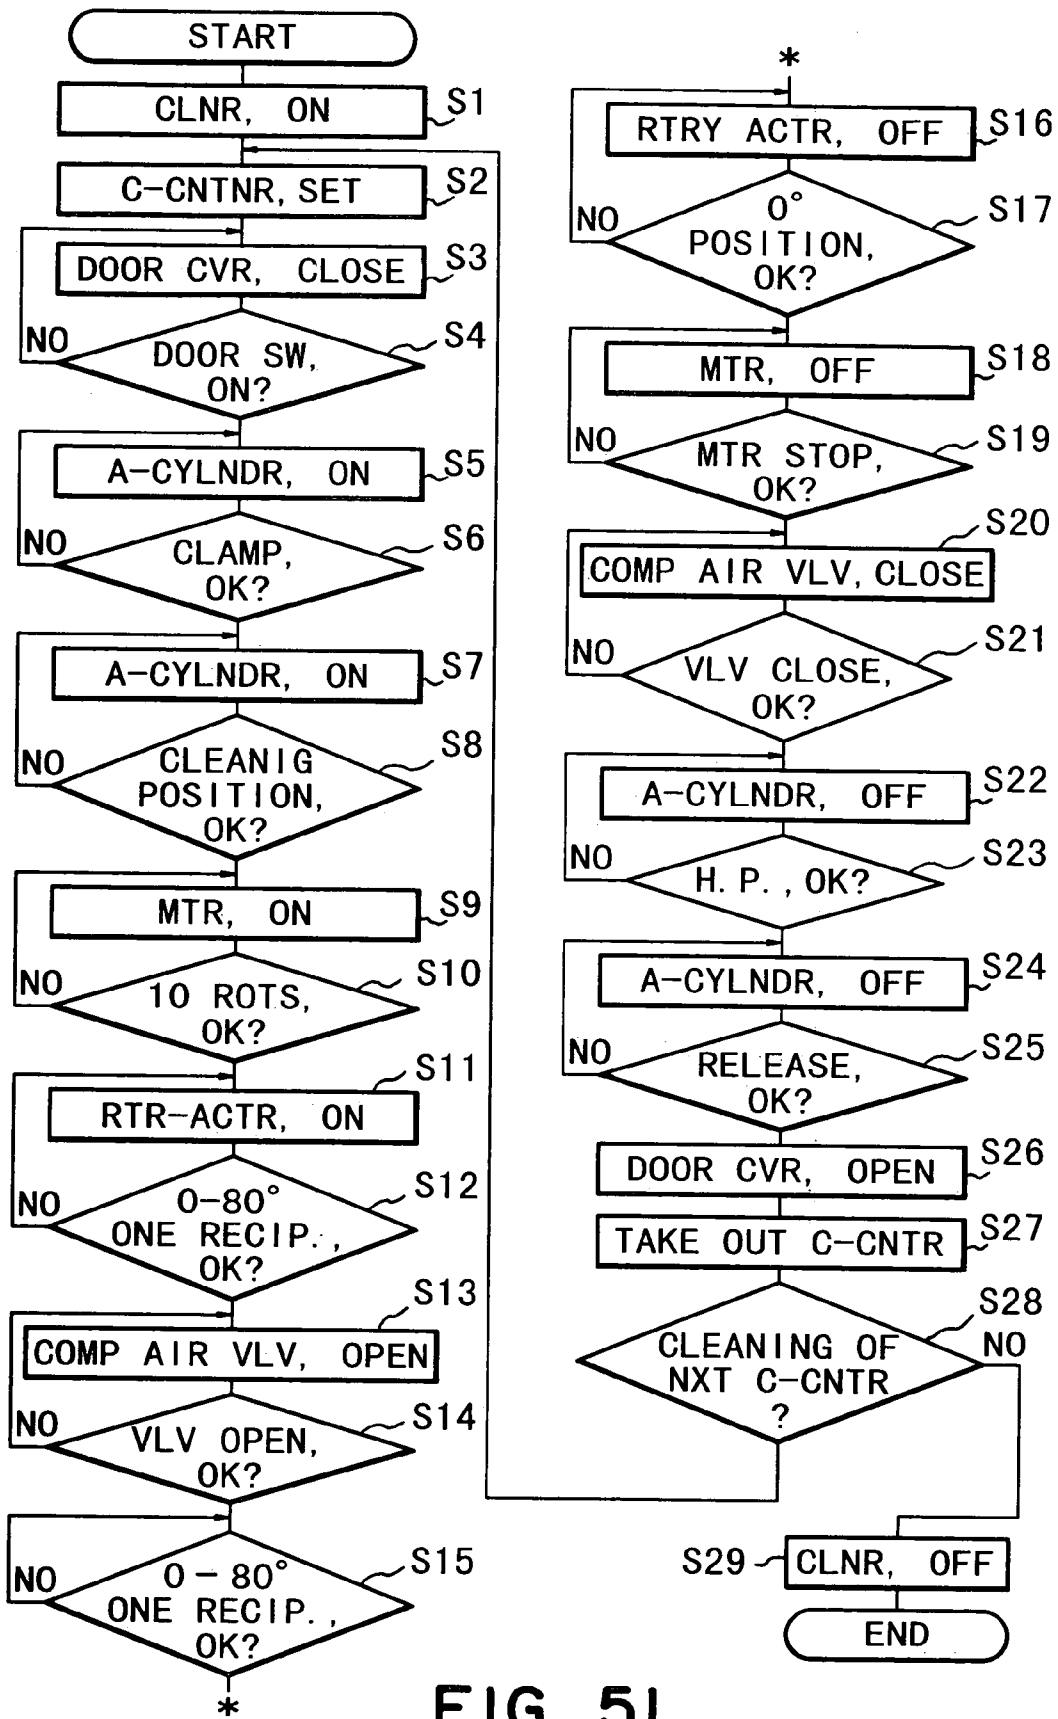 START
CLNR, ON
S1
C-CNTNR, SET
S2
DOOR CVR, CLOSE
S3
DOOR SW,
ON?
S4
NO
A-CYLNDR, ON
S5
CLAMP,
OK?
S6
NO
A-CYLNDR, ON
S7
CLEANIG
POSITION,
OK?
S8
NO
MTR, ON
S9
10 ROTS,
OK?
S10
NO
RTR-ACTR, ON
S11
0-80°
ONE RECIP.,
OK?
S12
NO
COMP AIR VLV, OPEN
S13
VLV OPEN,
OK?
S14
NO
0-80°
ONE RECIP.,
OK?
S15
NO
*
*
RTRY ACTR, OFF
S16
0°
POSITION,
OK?
S17
NO
MTR, OFF
S18
MTR STOP,
OK?
S19
NO
COMP AIR VLV, CLOSE
S20
VLV CLOSE,
OK?
S21
NO
A-CYLNDR, OFF
S22
H.P., OK?
S23
NO
A-CYLNDR, OFF
S24
RELEASE,
OK?
S25
NO
DOOR CVR, OPEN
S26
TAKE OUT C-CNTR
S27
CLEANING OF
NXT C-CNTR
?
S28
NO
S29
CLNR, OFF
END
FIG. 51